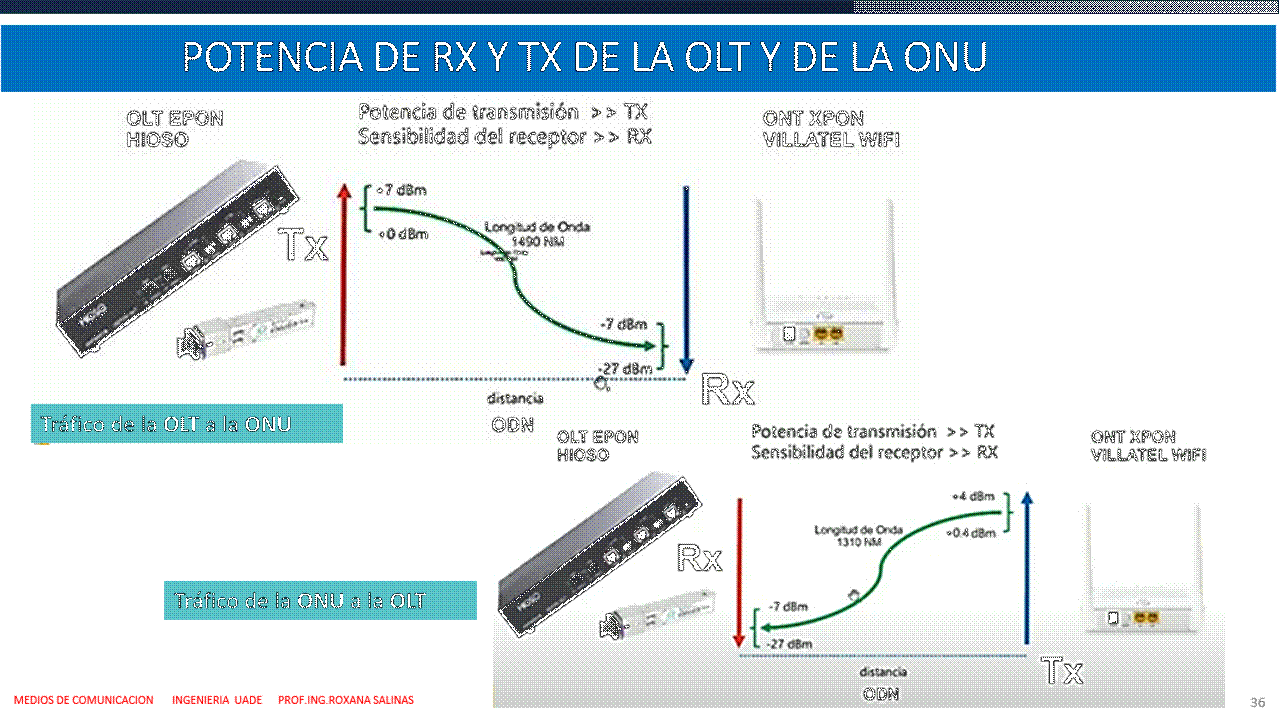 POTENCIA DE RX Y TX DE LA OLT Y DE LA ONU
OLT EPON
HIOSO
Potencia de transmisión >> TX
Sensibilidad del receptor >> RX
ONT XPON
VILLATEL WIFI
+7 dBm
+0 dBm
Tx
Longitud de Onda
1490 NM
-7 dBm
-27 dBm
Rx
distancia
ODN
HIOSO
Tráfico de la OLT a la ONU
OLT EPON
HIOSO
Potencia de transmisión >> TX
Sensibilidad del receptor >> RX
ONT XPON
VILLATEL WIFI
+4 dBm
+0.4 dBm
Rx
Longitud de Onda
1310 NM
-7 dBm
-27 dBm
Tx
distancia
ODN
HIOSO
Tráfico de la ONU a la OLT
MEDIOS DE COMUNICACION INGENIERIA UADE PROF.ING.ROXANA SALINAS
36